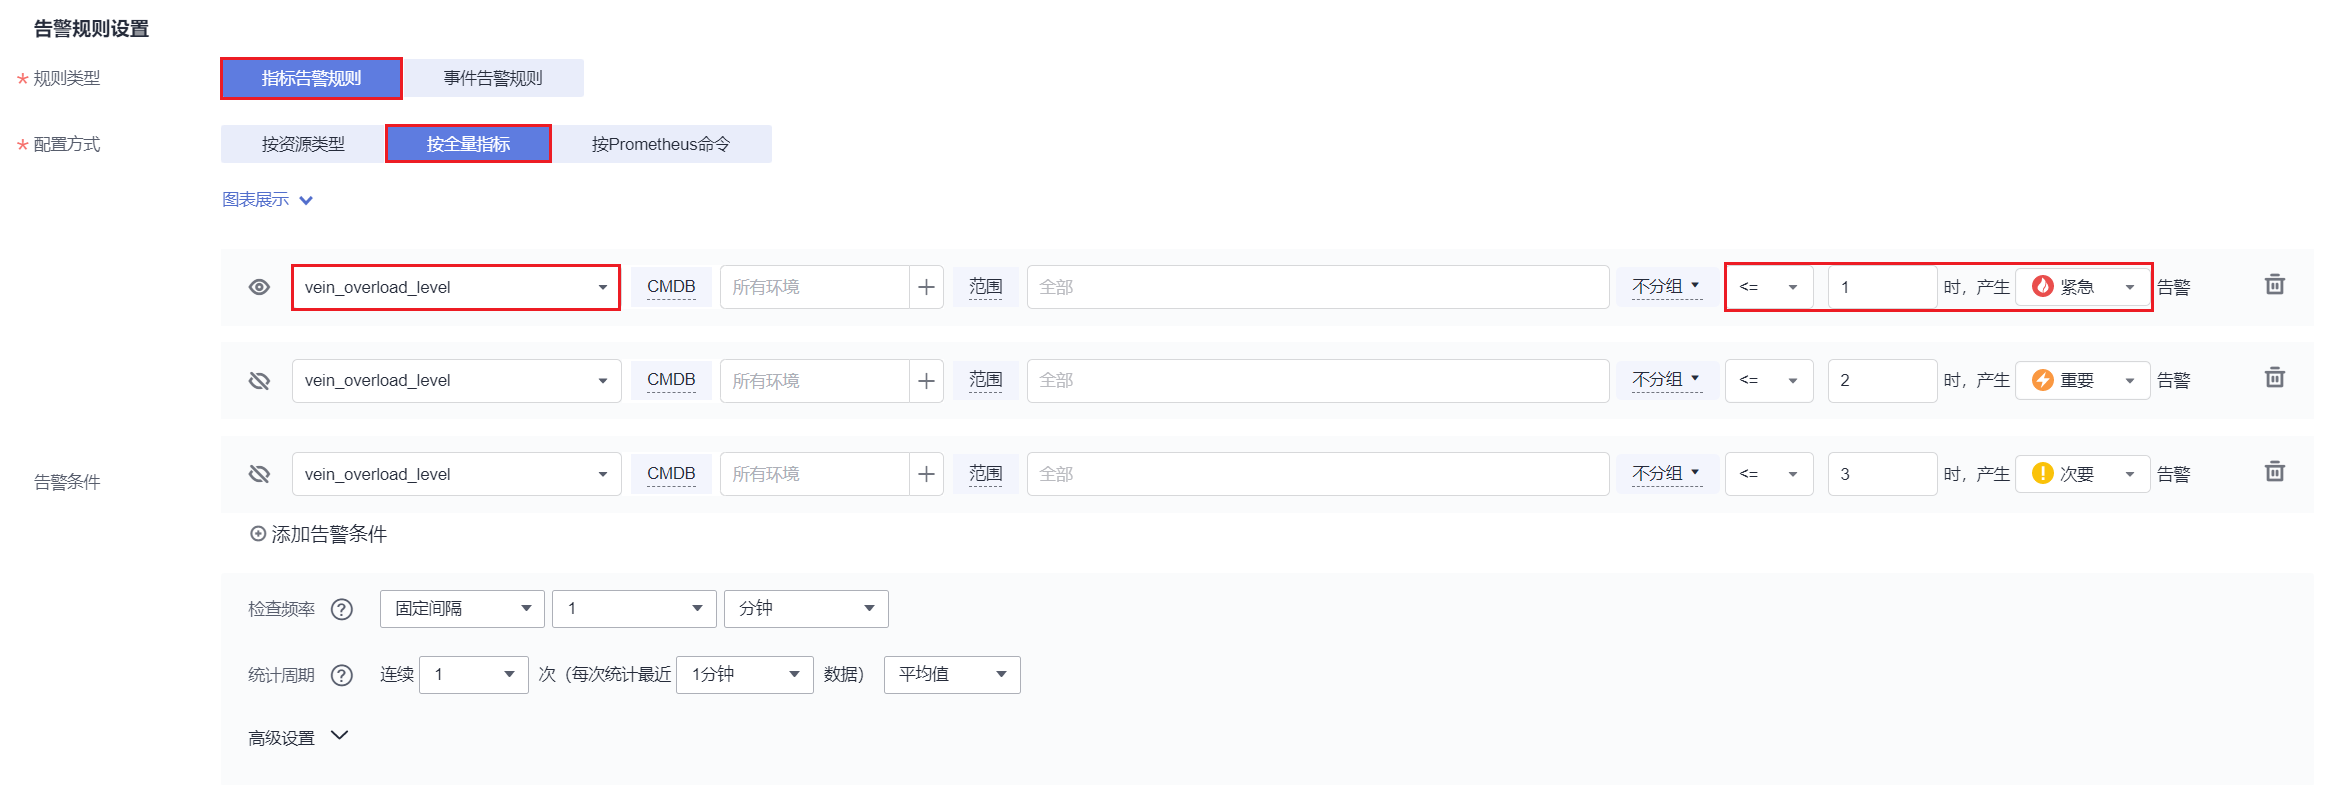 告警规则设置
* 规则类型 指标告警规则 事件告警规则
* 配置方式 按资源类型 按全量指标 按Prometheus命令
图表展示
vein_overload_level CMDB 所有环境 范围 全部 不分组 <= 1 时，产生 紧急 告警
vein_overload_level CMDB 所有环境 范围 全部 不分组 <= 2 时，产生 重要 告警
告警条件 vein_overload_level CMDB 所有环境 范围 全部 不分组 <= 3 时，产生 次要 告警
添加告警条件
检查频率 ? 固定间隔 1 分钟
统计周期 ? 连续 1 次（每次统计最近 1分钟 数据） 平均值
高级设置